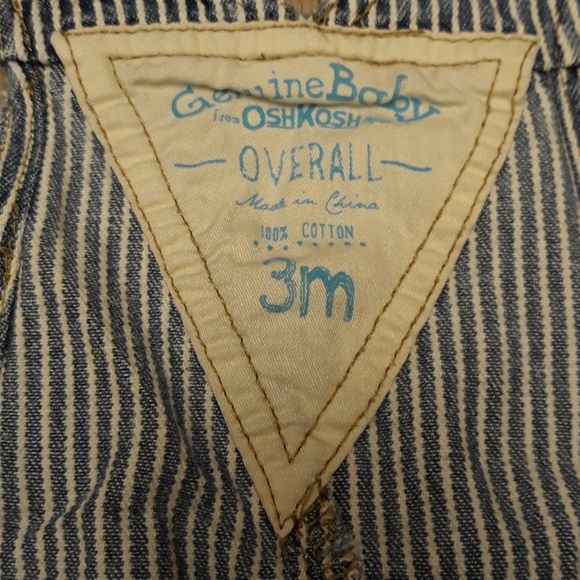 Genuine Baby
from OSHKOSH
OVERALL
Made in China
100% COTTON
3m